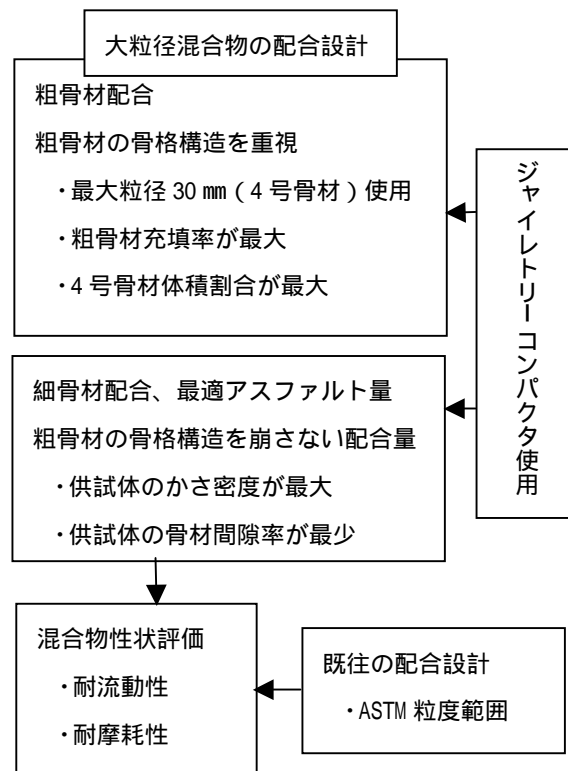 大粒径混合物の配合設計
粗骨材配合
粗骨材の骨格構造を重視
・最大粒径 30 ㎜（4 号骨材）使用
・粗骨材充填率が最大
・4 号骨材体積割合が最大
ジャイレトリーコンパクタ使用
細骨材配合、最適アスファルト量
粗骨材の骨格構造を崩さない配合量
・供試体のかさ密度が最大
・供試体の骨材間隙率が最少
混合物性状評価
・耐流動性
・耐摩耗性
既往の配合設計
・ASTM 粒度範囲